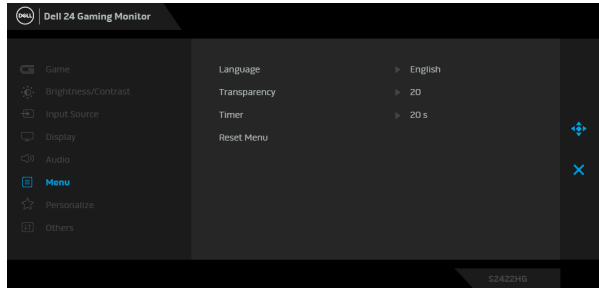 DELL Dell 24 Gaming Monitor
Game
Brightness/Contrast
Input Source
Display
Audio
Menu
Personalize
Others
Language English
Transparency 20
Timer 20 s
Reset Menu
S2422HG